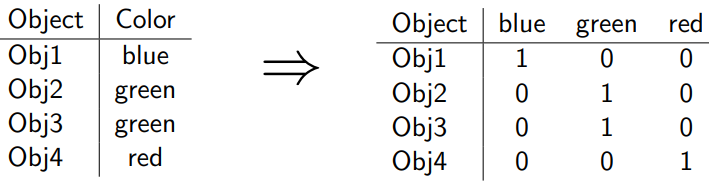 Object Color
Obj1 blue
Obj2 green
Obj3 green
Obj4 red
⇒
Object blue green red
Obj1 1 0 0
Obj2 0 1 0
Obj3 0 1 0
Obj4 0 0 1